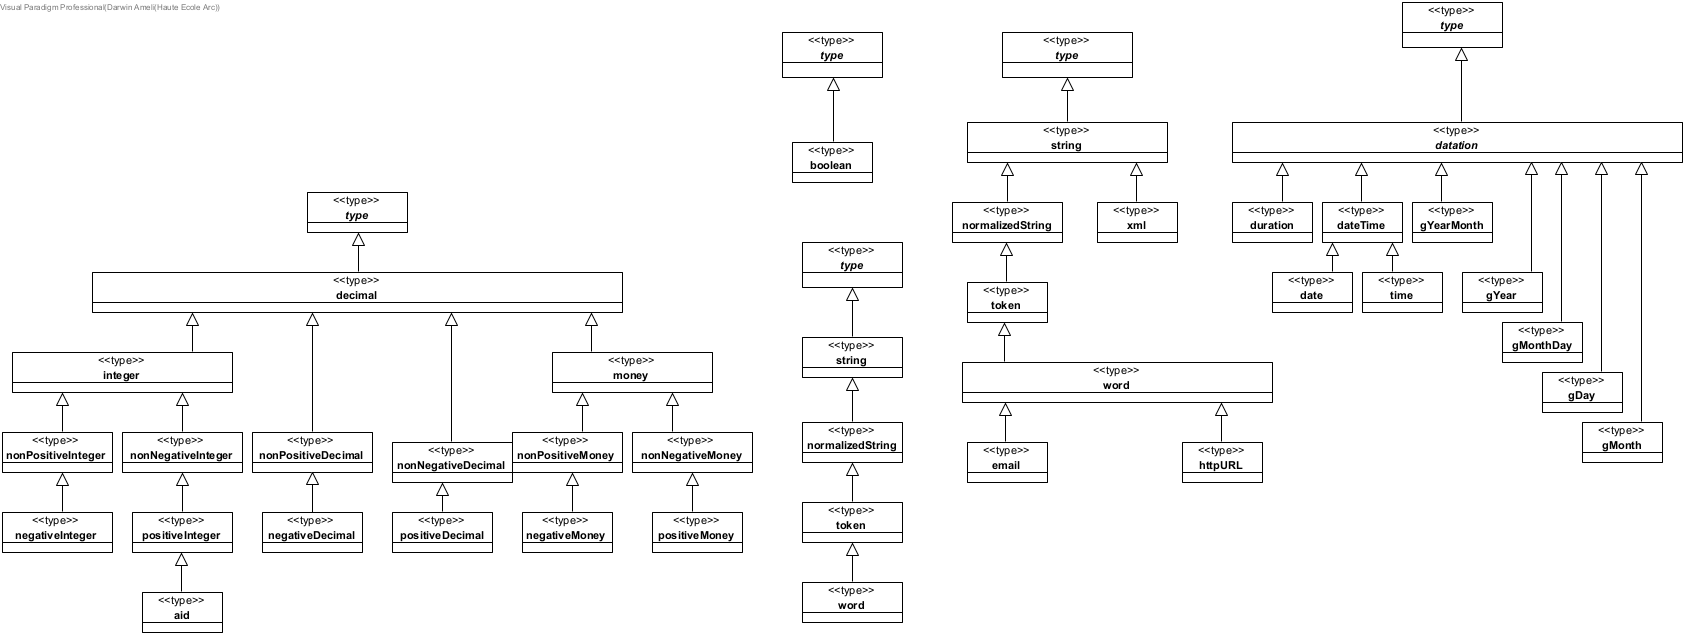 Visual Paradigm Professional(Darwin Ameli(Haute Ecole Arc))
<<type>>
type
<<type>>
decimal
<<type>>
integer
<<type>>
money
<<type>>
nonPositiveInteger
<<type>>
nonNegativeInteger
<<type>>
nonPositiveDecimal
<<type>>
nonNegativeDecimal
<<type>>
nonPositiveMoney
<<type>>
nonNegativeMoney
<<type>>
negativeInteger
<<type>>
positiveInteger
<<type>>
negativeDecimal
<<type>>
positiveDecimal
<<type>>
negativeMoney
<<type>>
positiveMoney
<<type>>
aid
<<type>>
type
<<type>>
boolean
<<type>>
type
<<type>>
string
<<type>>
normalizedString
<<type>>
token
<<type>>
word
<<type>>
type
<<type>>
string
<<type>>
normalizedString
<<type>>
xml
<<type>>
token
<<type>>
word
<<type>>
email
<<type>>
httpURL
<<type>>
type
<<type>>
datation
<<type>>
duration
<<type>>
dateTime
<<type>>
gYearMonth
<<type>>
date
<<type>>
time
<<type>>
gYear
<<type>>
gMonthDay
<<type>>
gDay
<<type>>
gMonth